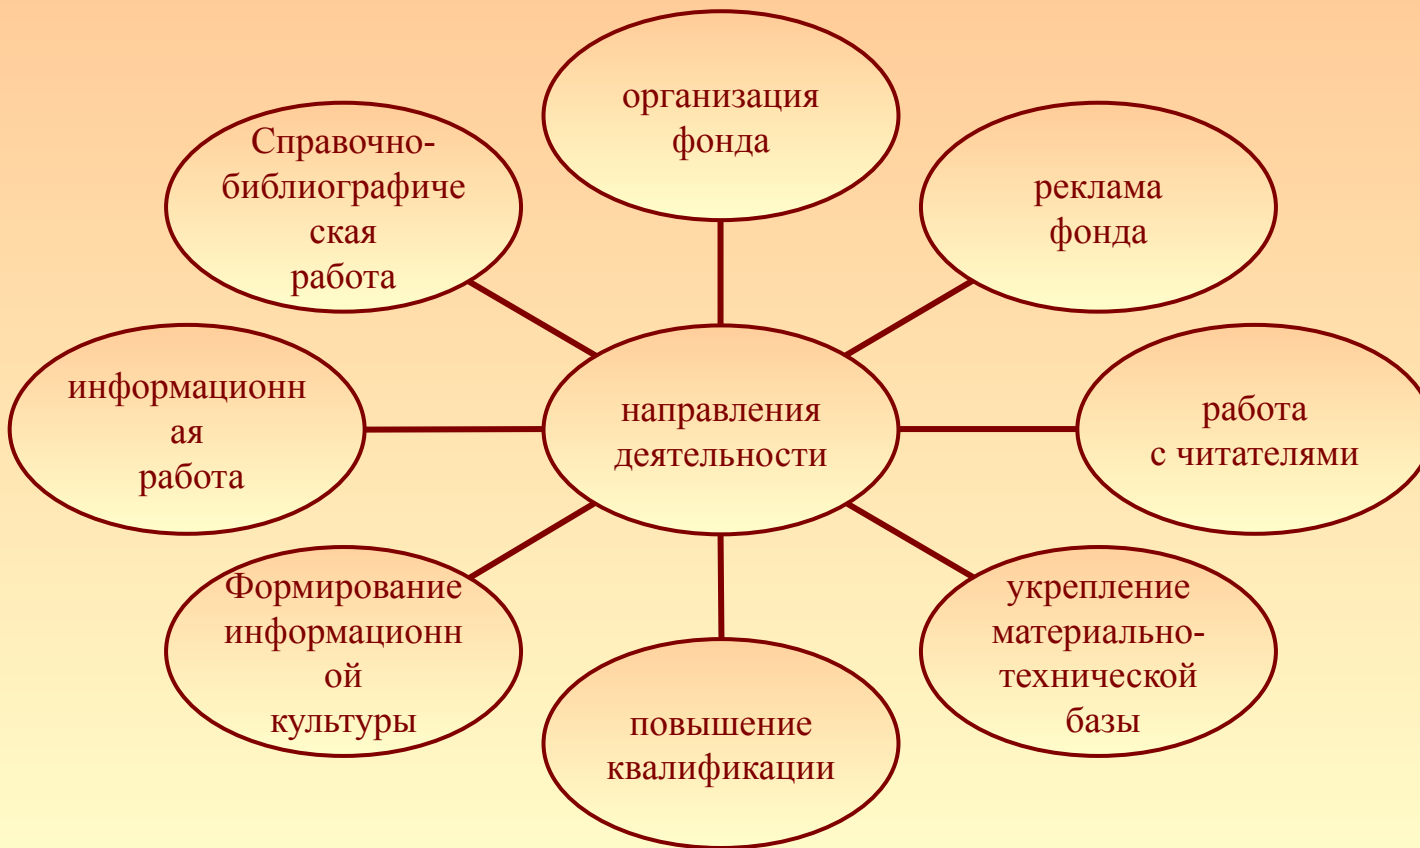 организация
фонда
Справочно-
библиографиче
ская
работа
реклама
фонда
информационн
ая
работа
направления
деятельности
работа
с читателями
Формирование
информационн
ой
культуры
повышение
квалификации
укрепление
материально-
технической
базы